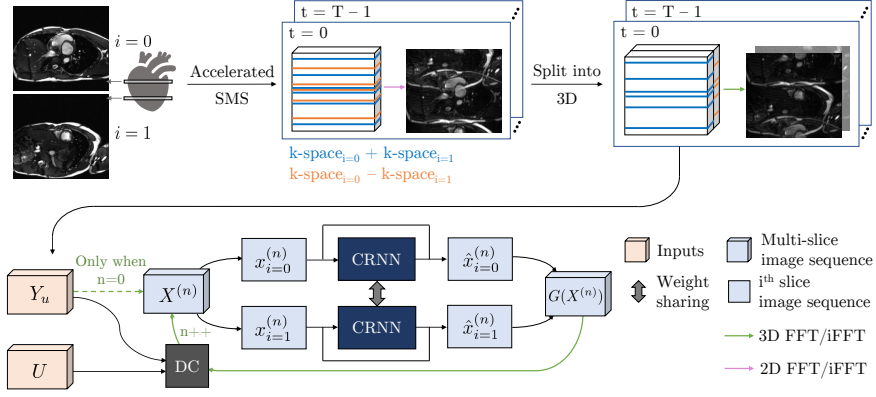 i = 0
i = 1
Accelerated
SMS
t = T − 1
t = 0
k-space_{i=0} + k-space_{i=1}
k-space_{i=0} − k-space_{i=1}
Split into
3D
t = T − 1
t = 0
Only when
n=0
Y_u
U
X^{(n)}
n++
DC
x_{i=0}^{(n)}
x_{i=1}^{(n)}
CRNN
CRNN
x̂_{i=0}^{(n)}
x̂_{i=1}^{(n)}
G(X^{(n)})
Inputs
Weight
sharing
Multi-slice
image sequence
i^{th} slice
image sequence
3D FFT/iFFT
2D FFT/iFFT